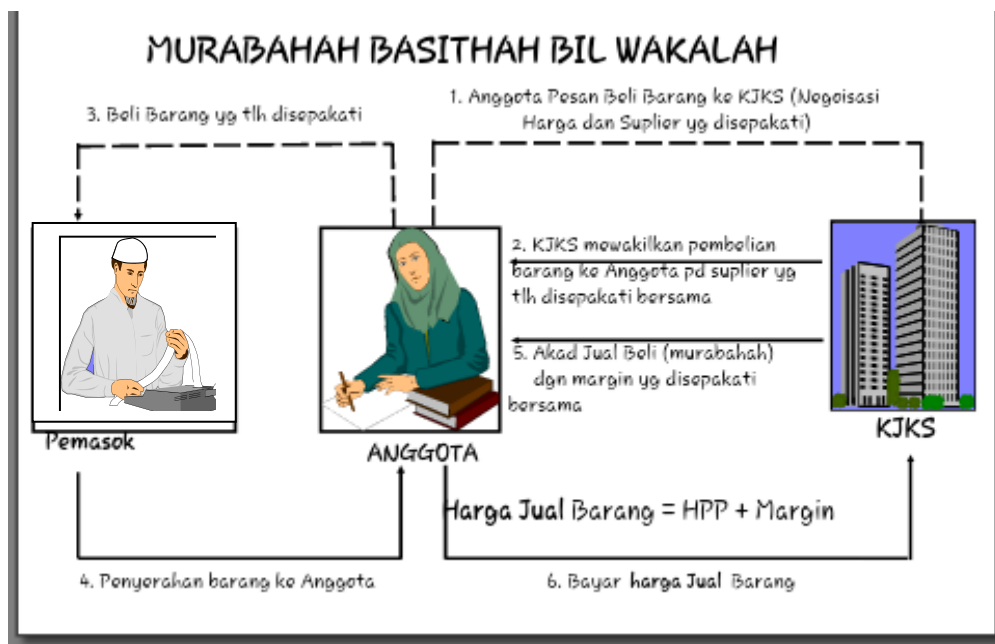 MURABAHAH BASITHAH BIL WAKALAH
1. Anggota Pesan Beli Barang ke KJKS (Negoisasi
Harga dan Suplier yg disepakati)
3. Beli Barang yg tlh disepakati
2. KJKS mewakilkan pembelian
barang ke Anggota pd suplier yg
tlh disepakati bersama
5. Akad Jual Beli (murabahah)
dgn margin yg disepakati
bersama
Pemasok
ANGGOTA
KJKS
Harga Jual Barang = HPP + Margin
4. Penyerahan barang ke Anggota
6. Bayar harga Jual Barang